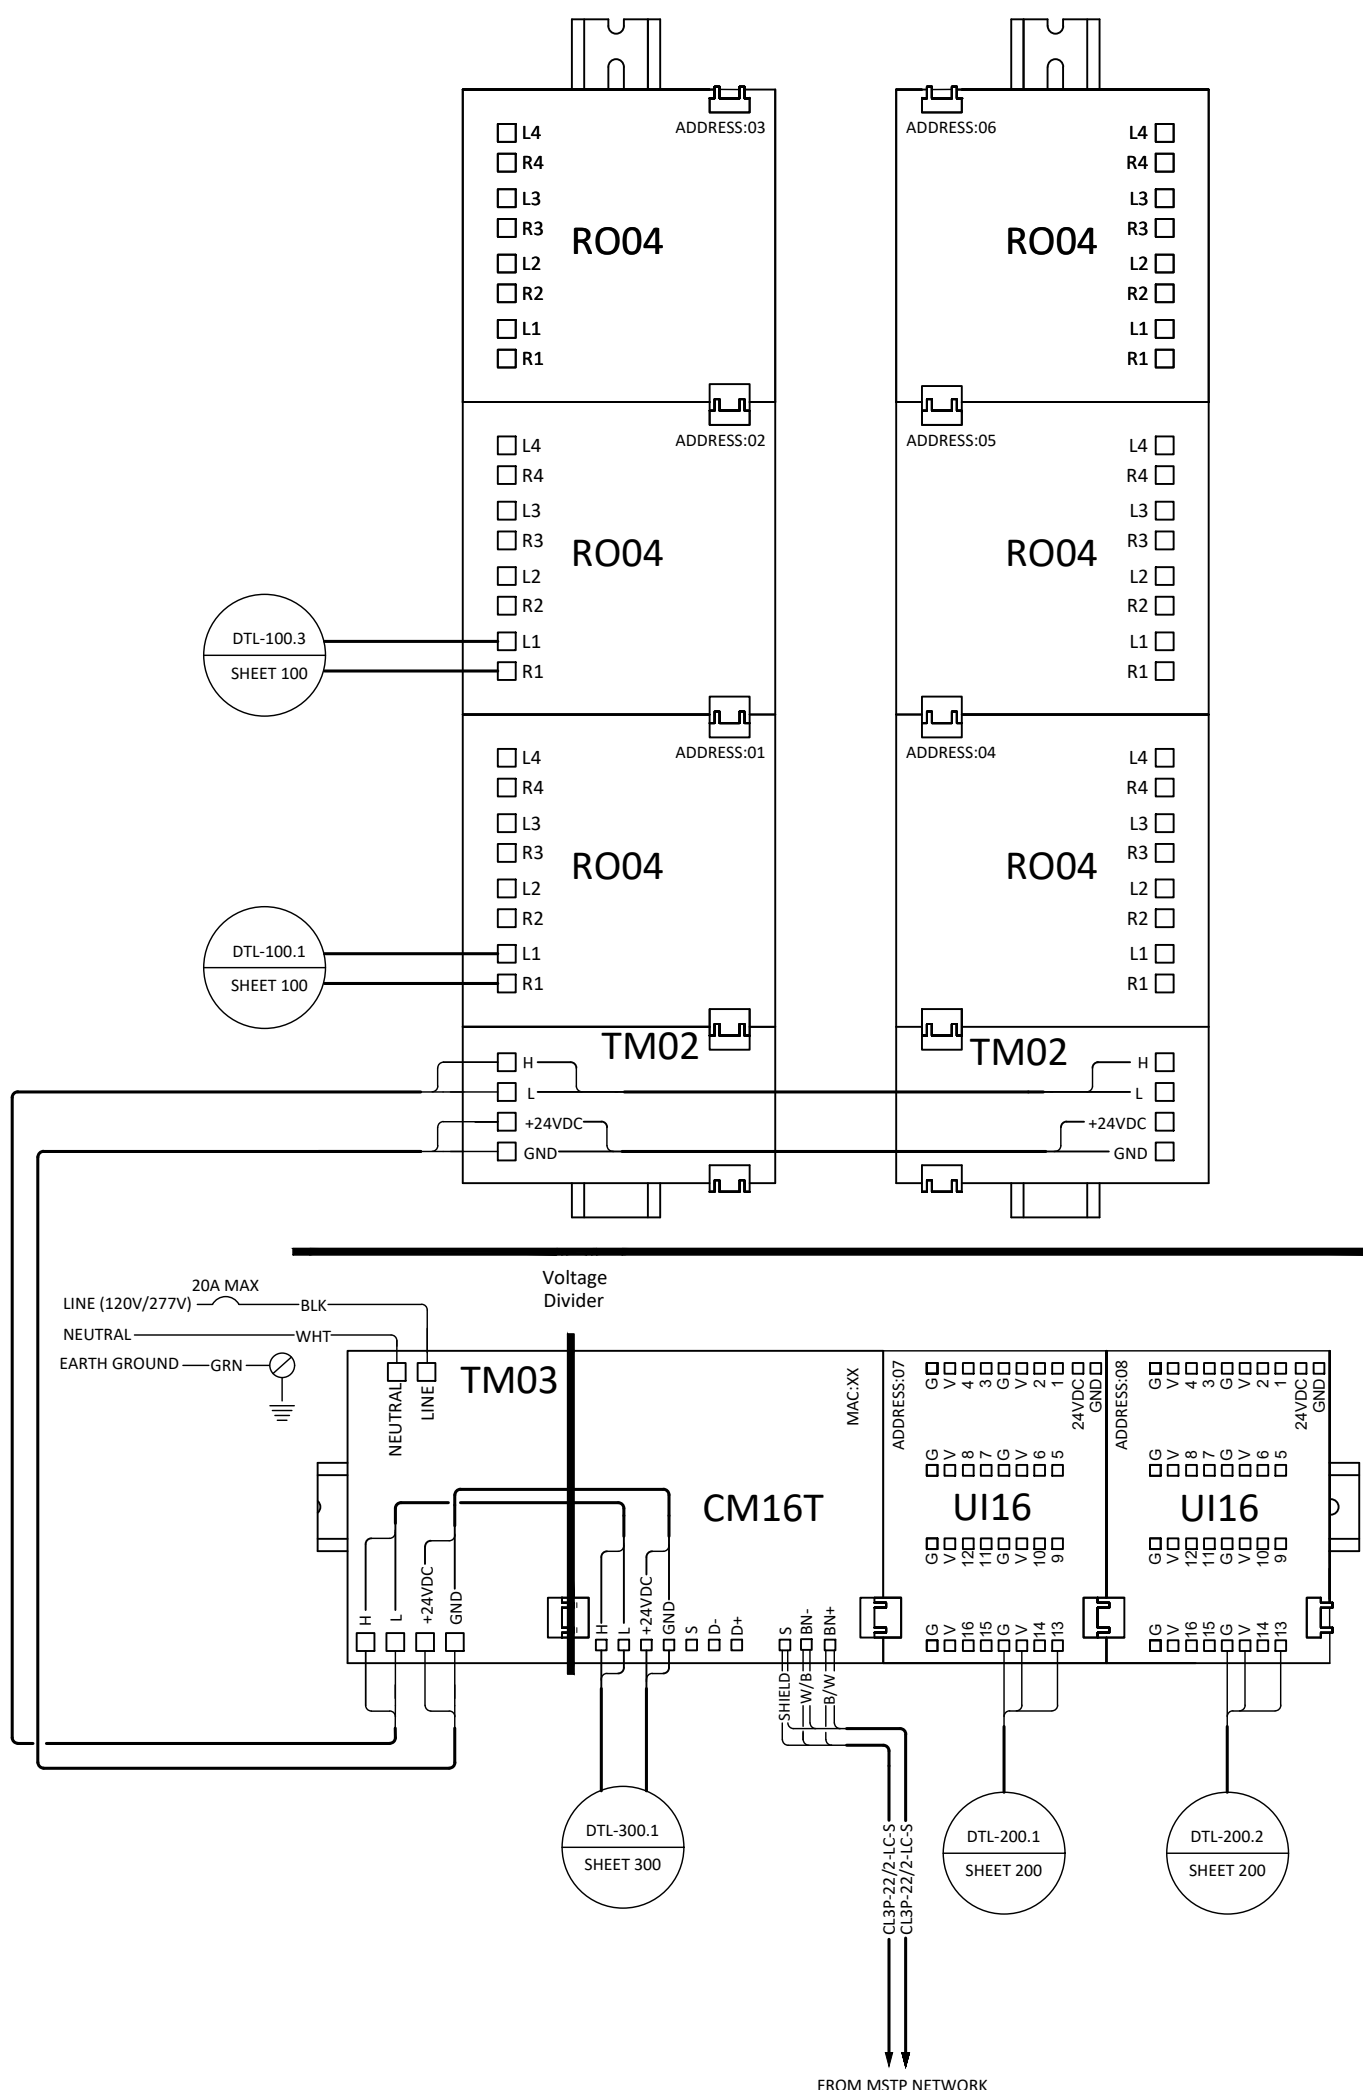 ADDRESS:03
L4
R4
L3
R3
RO04
L2
R2
L1
R1
ADDRESS:06
L4
R4
L3
R3
RO04
L2
R2
L1
R1
ADDRESS:02
L4
R4
L3
R3
RO04
L2
R2
L1
R1
DTL-100.3
SHEET 100
ADDRESS:05
L4
R4
L3
R3
RO04
L2
R2
L1
R1
ADDRESS:01
L4
R4
L3
R3
RO04
L2
R2
L1
R1
DTL-100.1
SHEET 100
ADDRESS:04
L4
R4
L3
R3
RO04
L2
R2
L1
R1
TM02
H
L
+24VDC
GND
TM02
H
L
+24VDC
GND
Voltage
Divider
20A MAX
LINE (120V/277V)
BLK
NEUTRAL
WHT
EARTH GROUND
GRN
TM03
NEUTRAL
LINE
H
L
+24VDC
GND
MAC:XX
CM16T
H
L
+24VDC
GND
S
D-
D+
S
BN-
BN+
SHIELD
W/B
B/W
ADDRESS:07
G V 4 3 G V 2 1 24VDC GND
G V 8 7 G V 6 5
UI16
G V 12 11 G V 10 9
G V 16 15 G V 14 13
ADDRESS:08
G V 4 3 G V 2 1 24VDC GND
G V 8 7 G V 6 5
UI16
G V 12 11 G V 10 9
G V 16 15 G V 14 13
DTL-300.1
SHEET 300
CL3P-22/2-LC-S
CL3P-22/2-LC-S
DTL-200.1
SHEET 200
DTL-200.2
SHEET 200
FROM MSTP NETWORK